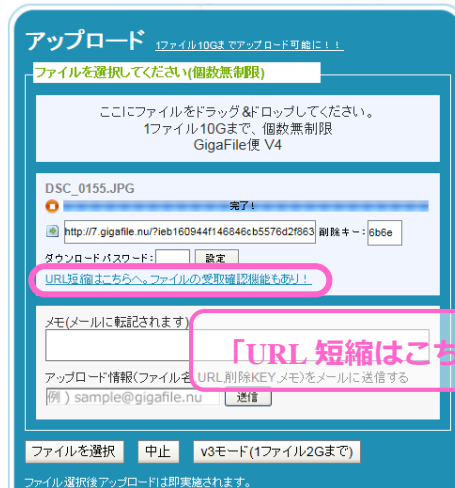 アップロード 1ファイル10Gまでアップロード可能に！！
ファイルを選択してください(個数無制限)
ここにファイルをドラッグ&ドロップしてください。
1ファイル10Gまで、個数無制限
GigaFile便 V4
DSC_0155.JPG
完了！
http://7.gigafile.nu/?ieb160944f146846cb5576d2f863 削除キー：6b6e
ダウンロードパスワード： 設定
URL短縮はこちらへ。ファイルの受取確認機能もあり！
メモ(メールに転記されます)
「URL 短縮はこち
アップロード情報(ファイル名,URL,削除KEY,メモ)をメールに送信する
例 ) sample@gigafile.nu 送信
ファイルを選択 中止 v3モード(1ファイル2Gまで)
ファイル選択後アップロードは即実施されます。